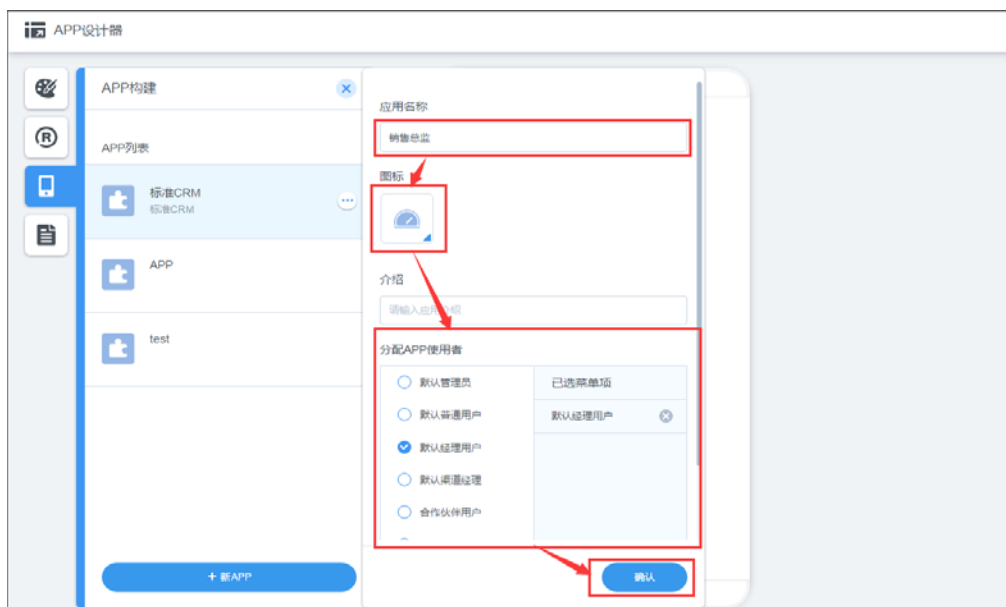 APP设计器
APP构建
APP列表
标准CRM
标准CRM
APP
test
+ 新APP
应用名称
销售总监
图标
介绍
请输入应用介绍
分配APP使用者
默认管理员
默认普通用户
默认经理用户
默认渠道经理
合作伙伴用户
已选菜单项
默认经理用户
确认